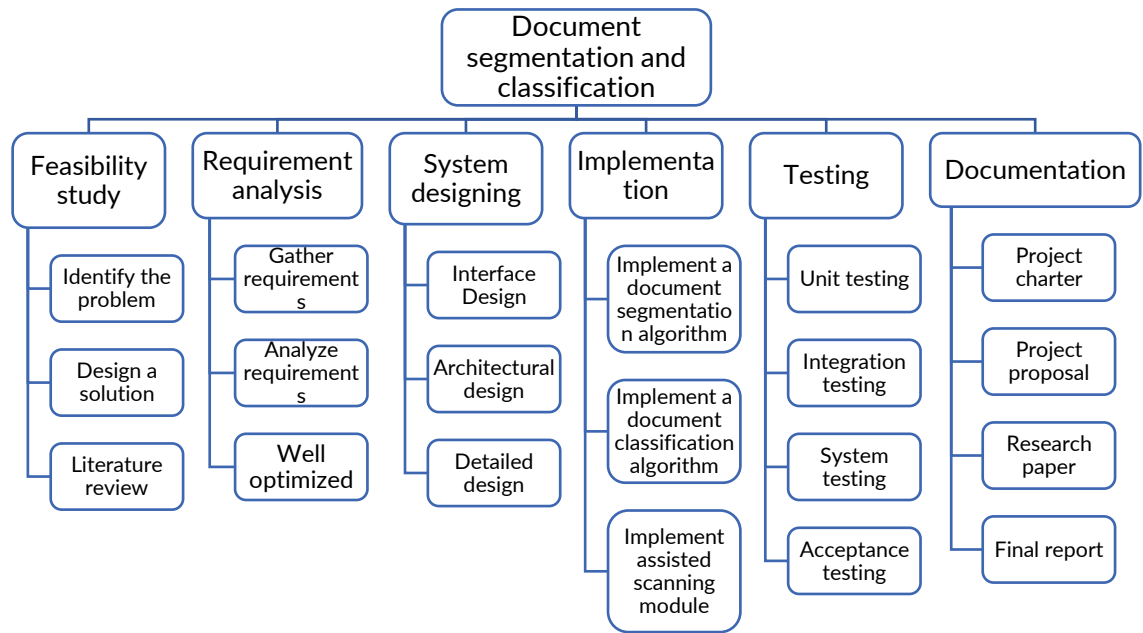 Document
segmentation and
classification
Feasibility
study
Identify the
problem
Design a
solution
Literature
review
Requirement
analysis
Gather
requirement
s
Analyze
requirement
s
Well
optimized
System
designing
Interface
Design
Architectural
design
Detailed
design
Implementa
tion
Implement a
document
segmentatio
n algorithm
Implement a
document
classification
algorithm
Implement
assisted
scanning
module
Testing
Unit testing
Integration
testing
System
testing
Acceptance
testing
Documentation
Project
charter
Project
proposal
Research
paper
Final report